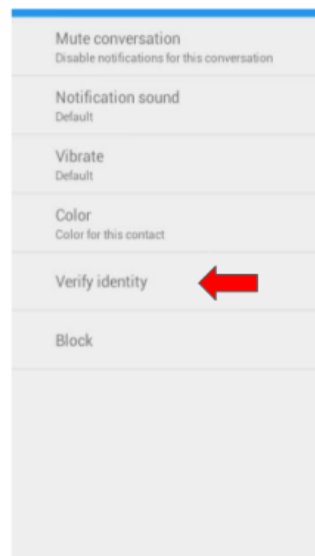 Mute conversation
Disable notifications for this conversation
Notification sound
Default
Vibrate
Default
Color
Color for this contact
Verify identity
Block